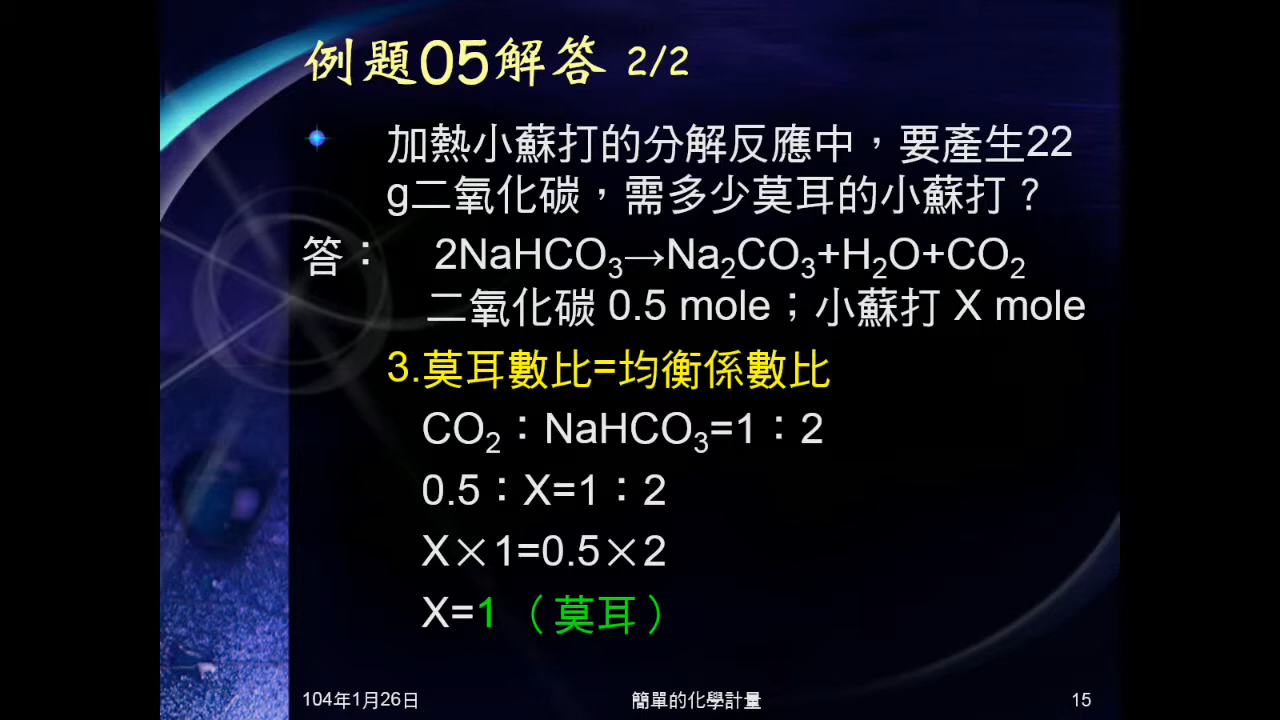 例題05解答 2/2
加熱小蘇打的分解反應中，要產生22
g二氧化碳，需多少莫耳的小蘇打？
答： 2NaHCO₃→Na₂CO₃+H₂O+CO₂
二氧化碳 0.5 mole；小蘇打 X mole
3.莫耳數比=均衡係數比
CO₂：NaHCO₃=1：2
0.5：X=1：2
X×1=0.5×2
X=1（莫耳）
104年1月26日 簡單的化學計量 15